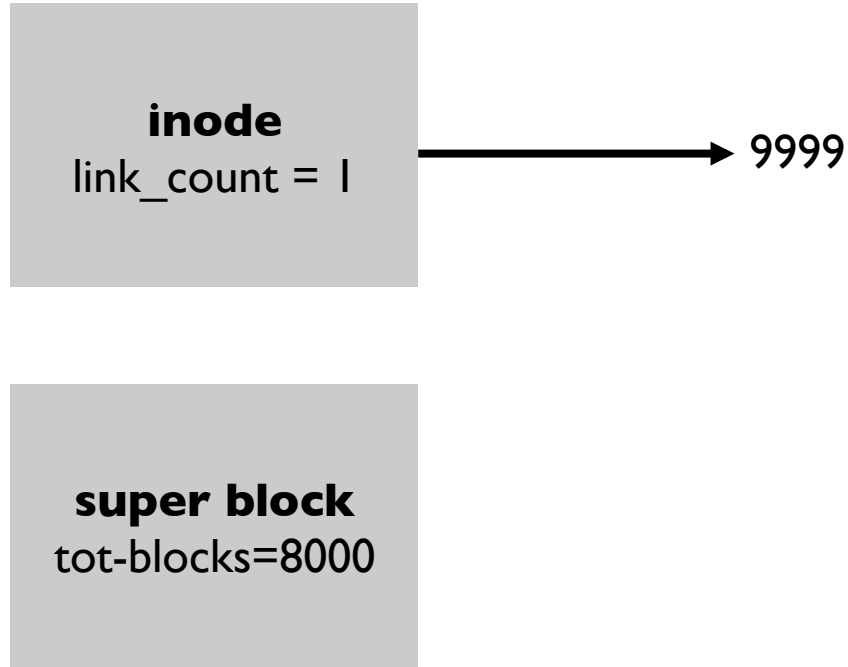 inode
link_count = 1
9999
super block
tot-blocks=8000